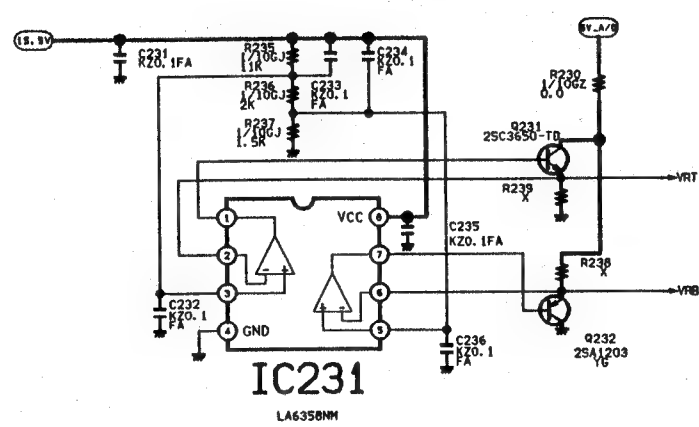 15.5V
5V_A/D
C231
KZ0.1FA
R235
1/10GJ
11K
C234
KZ0.1
FA
R236
1/10GJ
2K
C233
KZ0.1
FA
R237
1/10GJ
1.5K
R230
1/10GZ
0.0
Q231
2SC3650-TD
VRT
R239
X
1
2
3
4
VCC
8
7
6
5
GND
C235
KZ0.1FA
R238
X
VRB
C232
KZ0.1
FA
C236
KZ0.1
FA
Q232
2SA1203
YG
IC231
LA6358NM